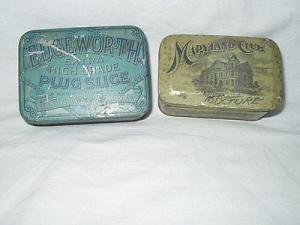 EDGEWORTH
EXTRA
HIGH GRADE
PLUG SLICE
MARYLAND CLUB
MIXTURE